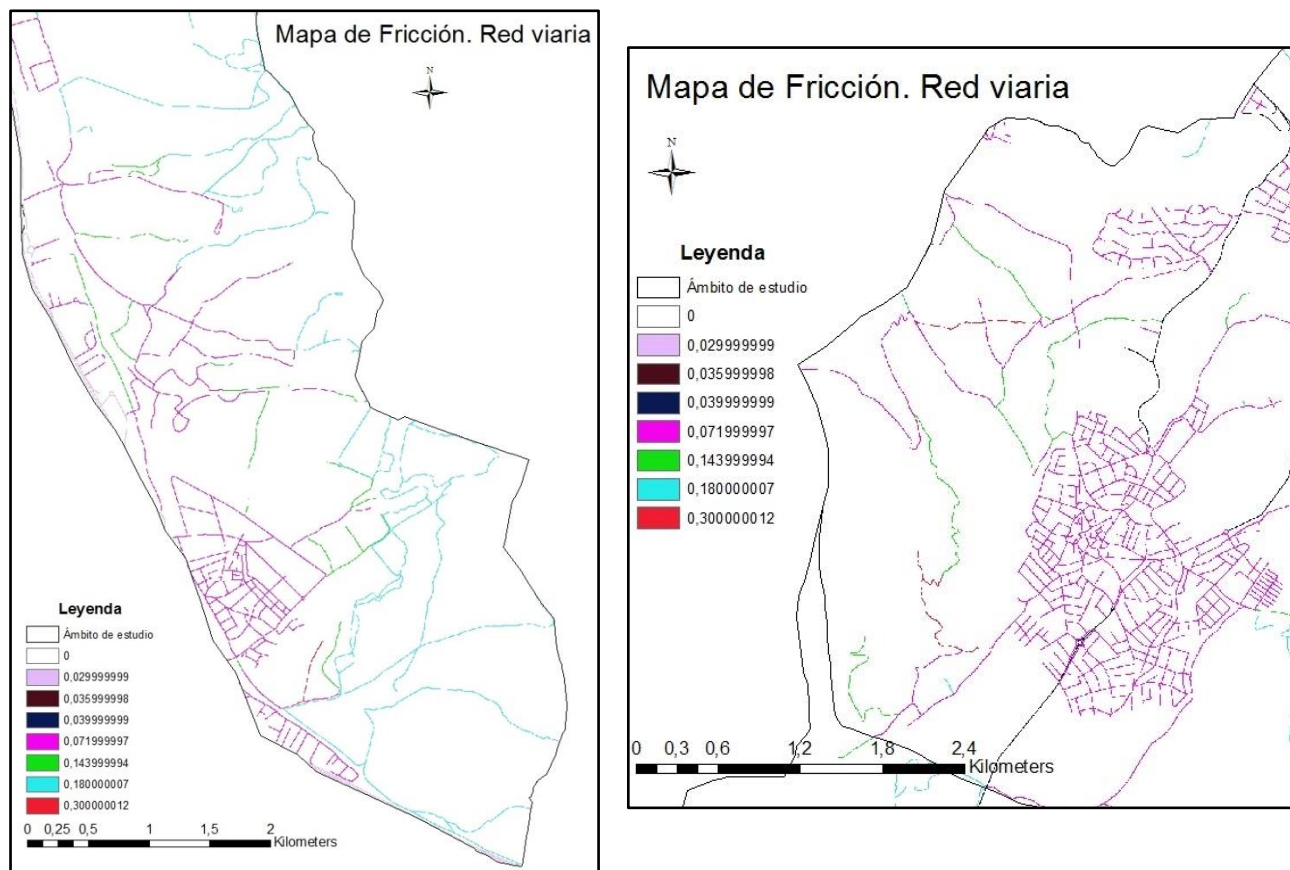 Mapa de Fricción. Red viaria
N
Leyenda
Ámbito de estudio
0
0,029999999
0,035999998
0,039999999
0,071999997
0,143999994
0,180000007
0,300000012
0 0,25 0,5 1 1,5 2
Kilometers
Mapa de Fricción. Red viaria
N
Leyenda
Ámbito de estudio
0
0,029999999
0,035999998
0,039999999
0,071999997
0,143999994
0,180000007
0,300000012
0 0,3 0,6 1,2 1,8 2,4
Kilometers